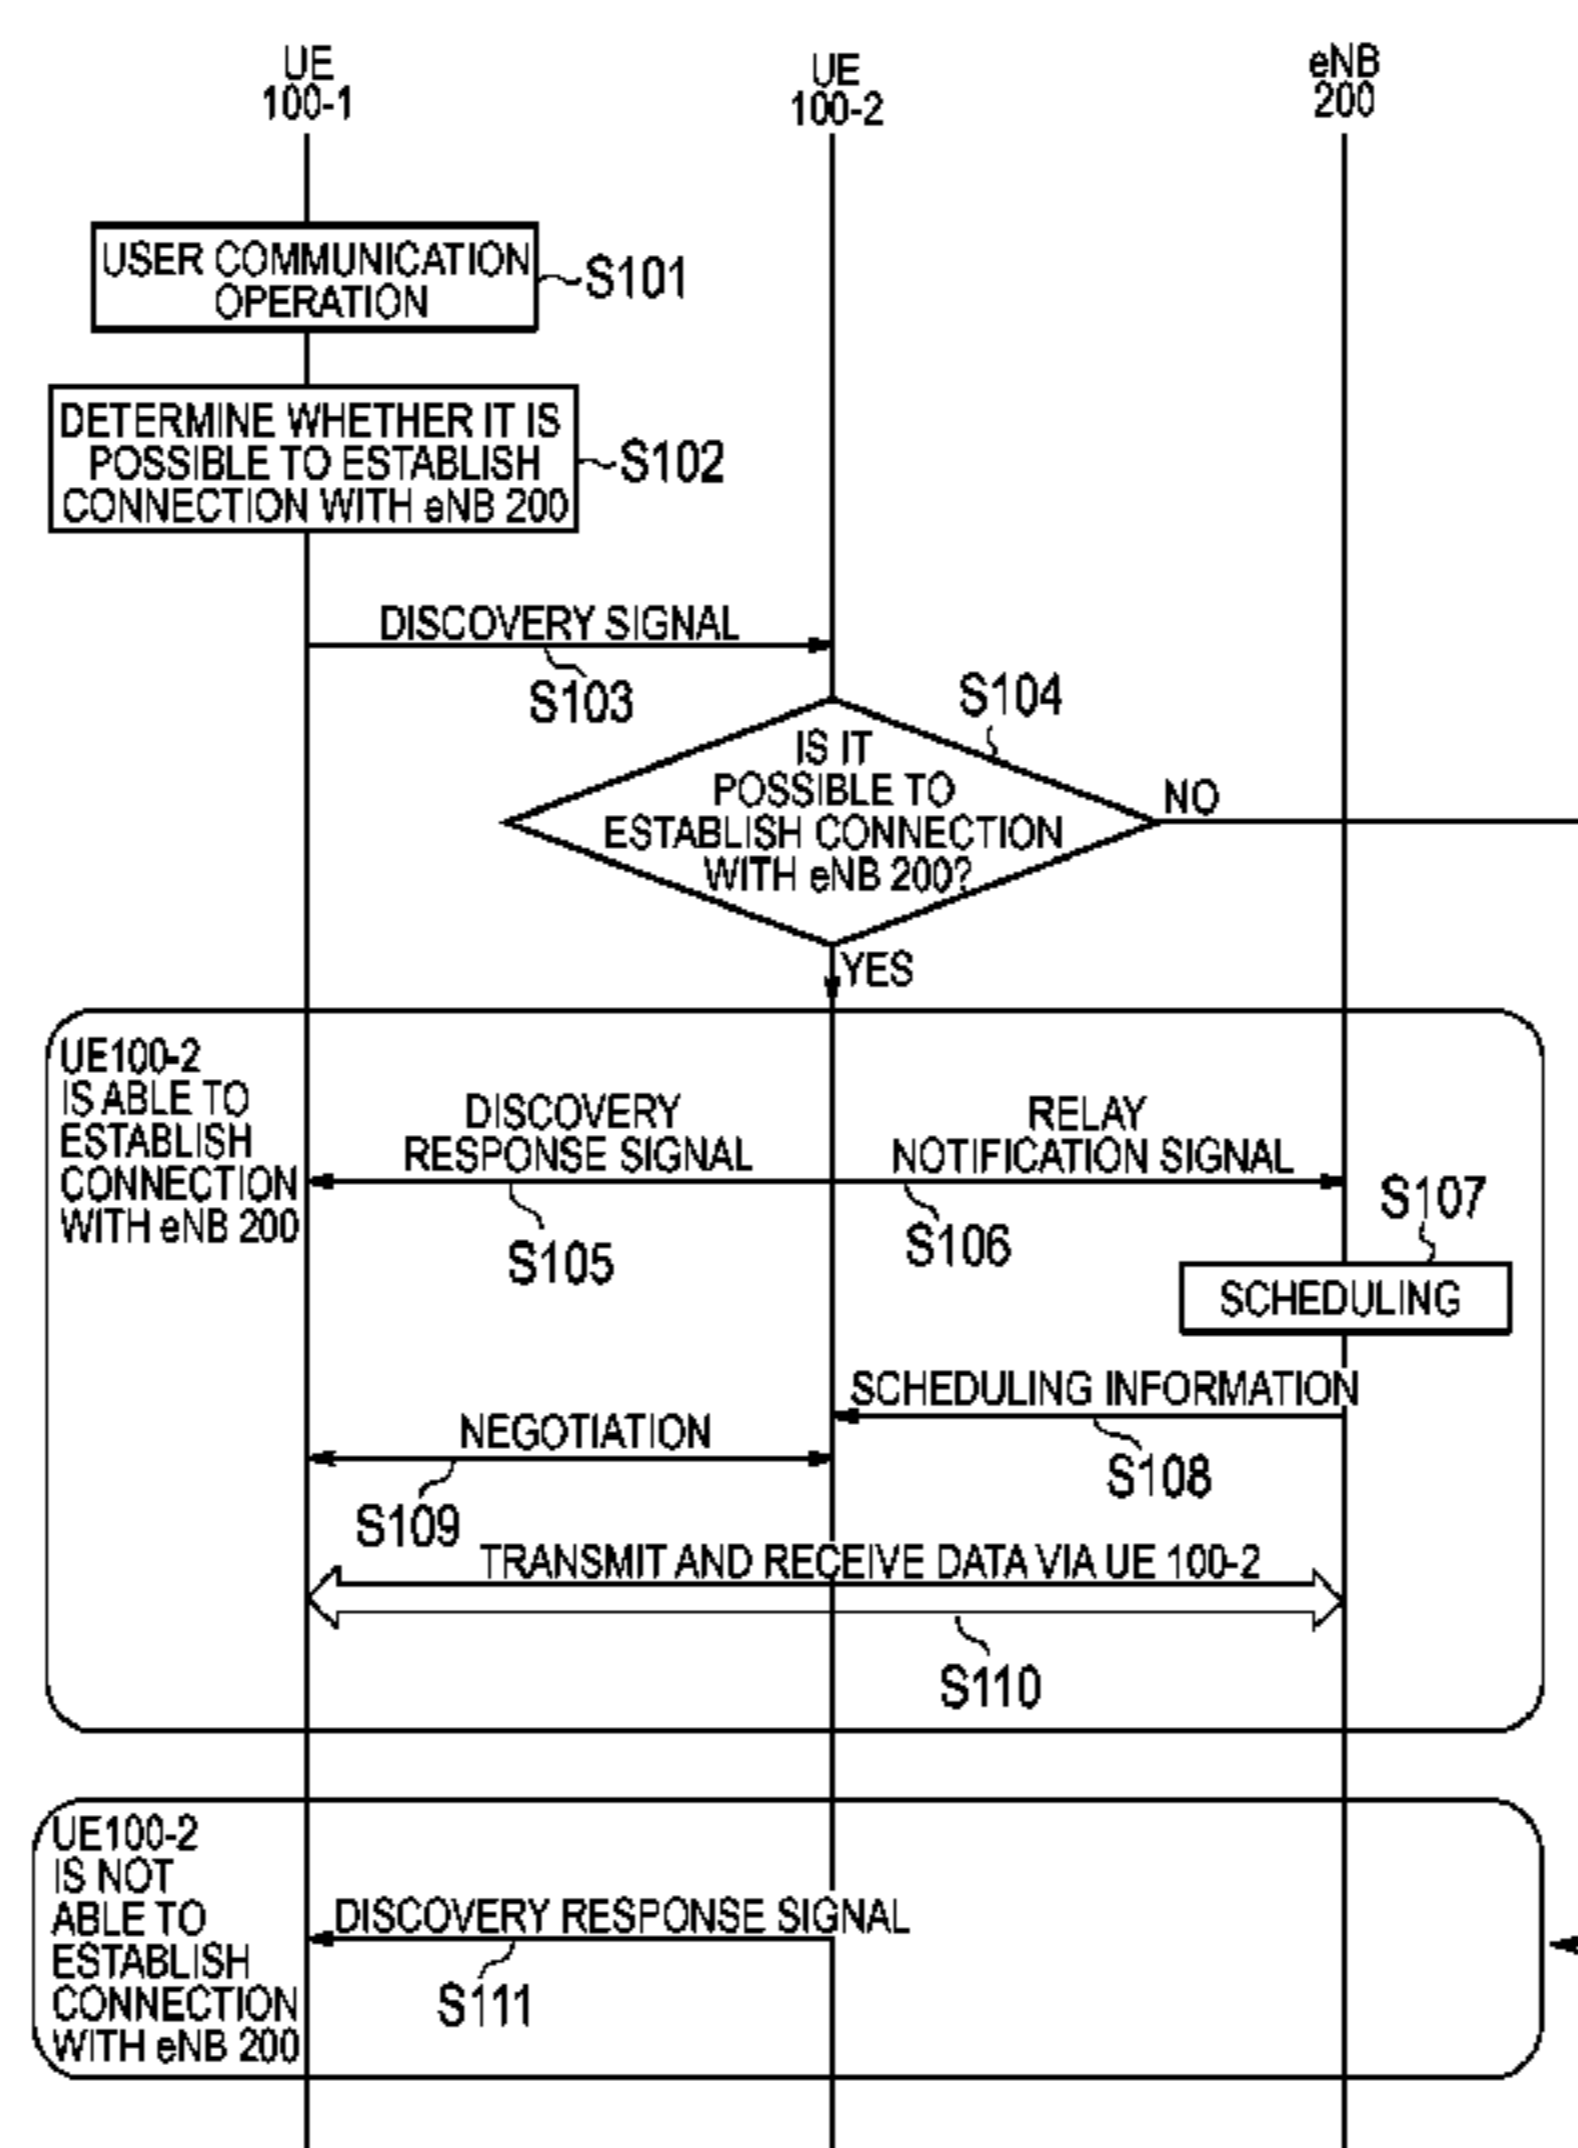 UE
100-1
UE
100-2
eNB
200
USER COMMUNICATION
OPERATION
S101
DETERMINE WHETHER IT IS
POSSIBLE TO ESTABLISH
CONNECTION WITH eNB 200
S102
DISCOVERY SIGNAL
S103
S104
IS IT
POSSIBLE TO
ESTABLISH CONNECTION
WITH eNB 200?
NO
YES
UE100-2
IS ABLE TO
ESTABLISH
CONNECTION
WITH eNB 200
DISCOVERY
RESPONSE SIGNAL
S105
RELAY
NOTIFICATION SIGNAL
S106
S107
SCHEDULING
SCHEDULING INFORMATION
S108
NEGOTIATION
S109
TRANSMIT AND RECEIVE DATA VIA UE 100-2
S110
UE100-2
IS NOT
ABLE TO
ESTABLISH
CONNECTION
WITH eNB 200
DISCOVERY RESPONSE SIGNAL
S111